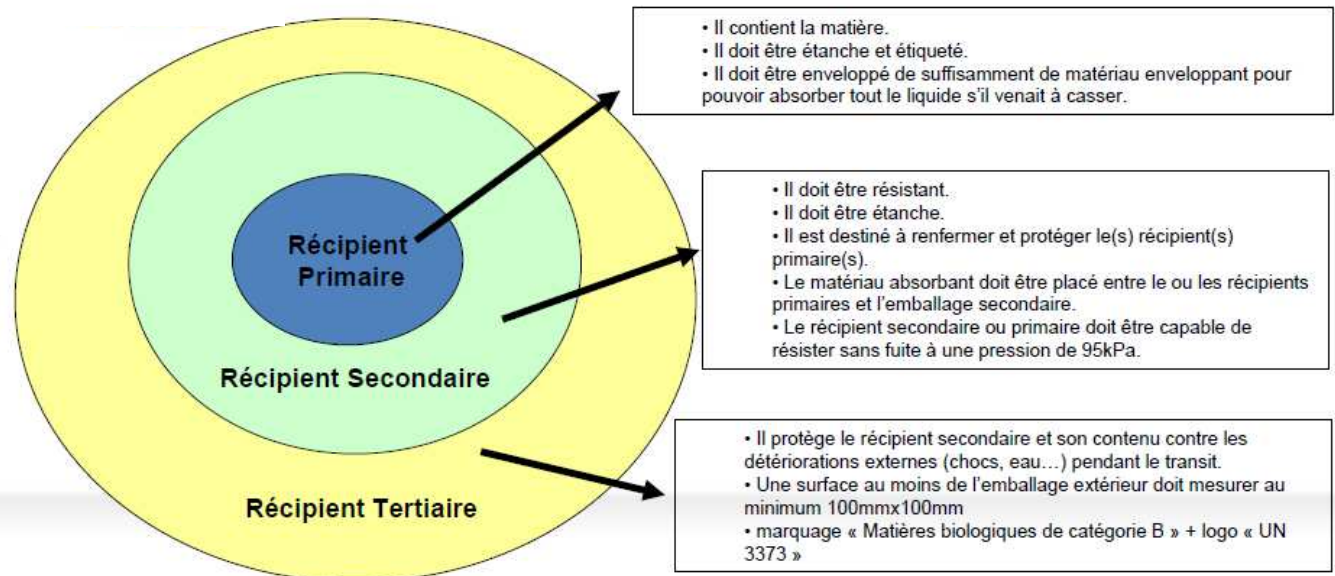 • Il contient la matière.
• Il doit être étanche et étiqueté.
• Il doit être enveloppé de suffisamment de matériau enveloppant pour
pouvoir absorber tout le liquide s'il venait à casser.
Récipient
Primaire
• Il doit être résistant.
• Il doit être étanche.
• Il est destiné à renfermer et protéger le(s) récipient(s)
primaire(s).
• Le matériau absorbant doit être placé entre le ou les récipients
primaires et l'emballage secondaire.
• Le récipient secondaire ou primaire doit être capable de
résister sans fuite à une pression de 95kPa.
Récipient Secondaire
• Il protège le récipient secondaire et son contenu contre les
détériorations externes (chocs, eau…) pendant le transit.
• Une surface au moins de l'emballage extérieur doit mesurer au
minimum 100mmx100mm
• marquage « Matières biologiques de catégorie B » + logo « UN
3373 »
Récipient Tertiaire